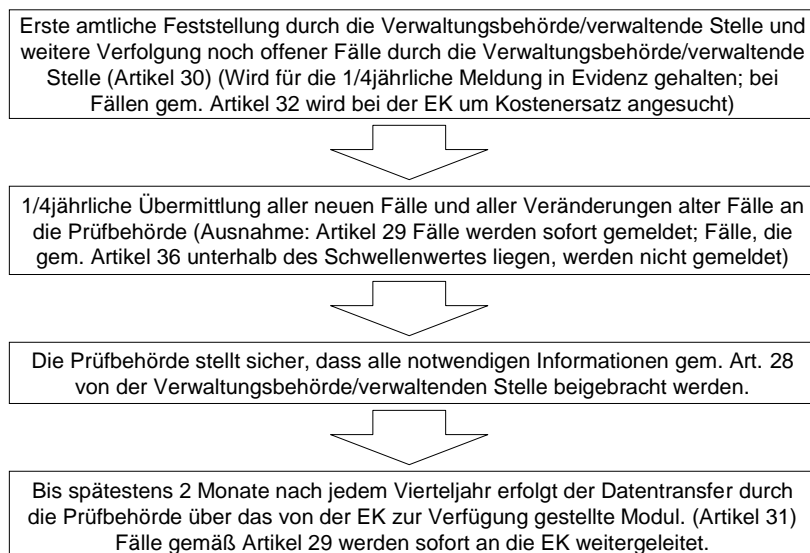 Erste amtliche Feststellung durch die Verwaltungsbehörde/verwaltende Stelle und
weitere Verfolgung noch offener Fälle durch die Verwaltungsbehörde/verwaltende
Stelle (Artikel 30) (Wird für die 1/4jährliche Meldung in Evidenz gehalten; bei
Fällen gem. Artikel 32 wird bei der EK um Kostenersatz angesucht)
1/4jährliche Übermittlung aller neuen Fälle und aller Veränderungen alter Fälle an
die Prüfbehörde (Ausnahme: Artikel 29 Fälle werden sofort gemeldet; Fälle, die
gem. Artikel 36 unterhalb des Schwellenwertes liegen, werden nicht gemeldet)
Die Prüfbehörde stellt sicher, dass alle notwendigen Informationen gem. Art. 28
von der Verwaltungsbehörde/verwaltenden Stelle beigebracht werden.
Bis spätestens 2 Monate nach jedem Vierteljahr erfolgt der Datentransfer durch
die Prüfbehörde über das von der EK zur Verfügung gestellte Modul. (Artikel 31)
Fälle gemäß Artikel 29 werden sofort an die EK weitergeleitet.